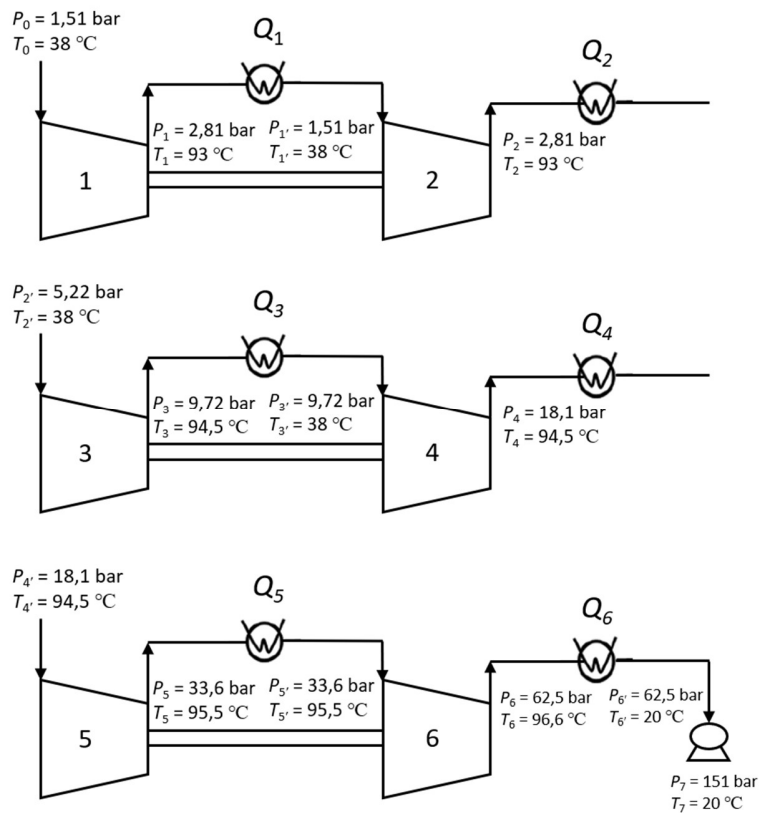 P₀ = 1,51 bar
T₀ = 38 °C
Q₁
Q₂
P₁ = 2,81 bar P₁' = 1,51 bar
T₁ = 93 °C T₁' = 38 °C
P₂ = 2,81 bar
T₂ = 93 °C
1
2
P₂' = 5,22 bar
T₂' = 38 °C
Q₃
Q₄
P₃ = 9,72 bar P₃' = 9,72 bar
T₃ = 94,5 °C T₃' = 38 °C
P₄ = 18,1 bar
T₄ = 94,5 °C
3
4
P₄' = 18,1 bar
T₄' = 94,5 °C
Q₅
Q₆
P₅ = 33,6 bar P₅' = 33,6 bar
T₅ = 95,5 °C T₅' = 95,5 °C
P₆ = 62,5 bar P₆' = 62,5 bar
T₆ = 96,6 °C T₆' = 20 °C
5
6
P₇ = 151 bar
T₇ = 20 °C